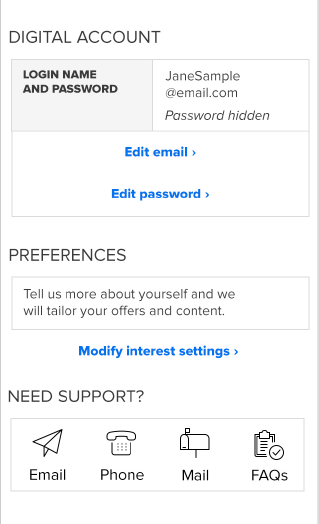 DIGITAL ACCOUNT
LOGIN NAME
AND PASSWORD
JaneSample
@email.com
Password hidden
Edit email ›
Edit password ›
PREFERENCES
Tell us more about yourself and we
will tailor your offers and content.
Modify interest settings ›
NEED SUPPORT?
Email Phone Mail FAQs